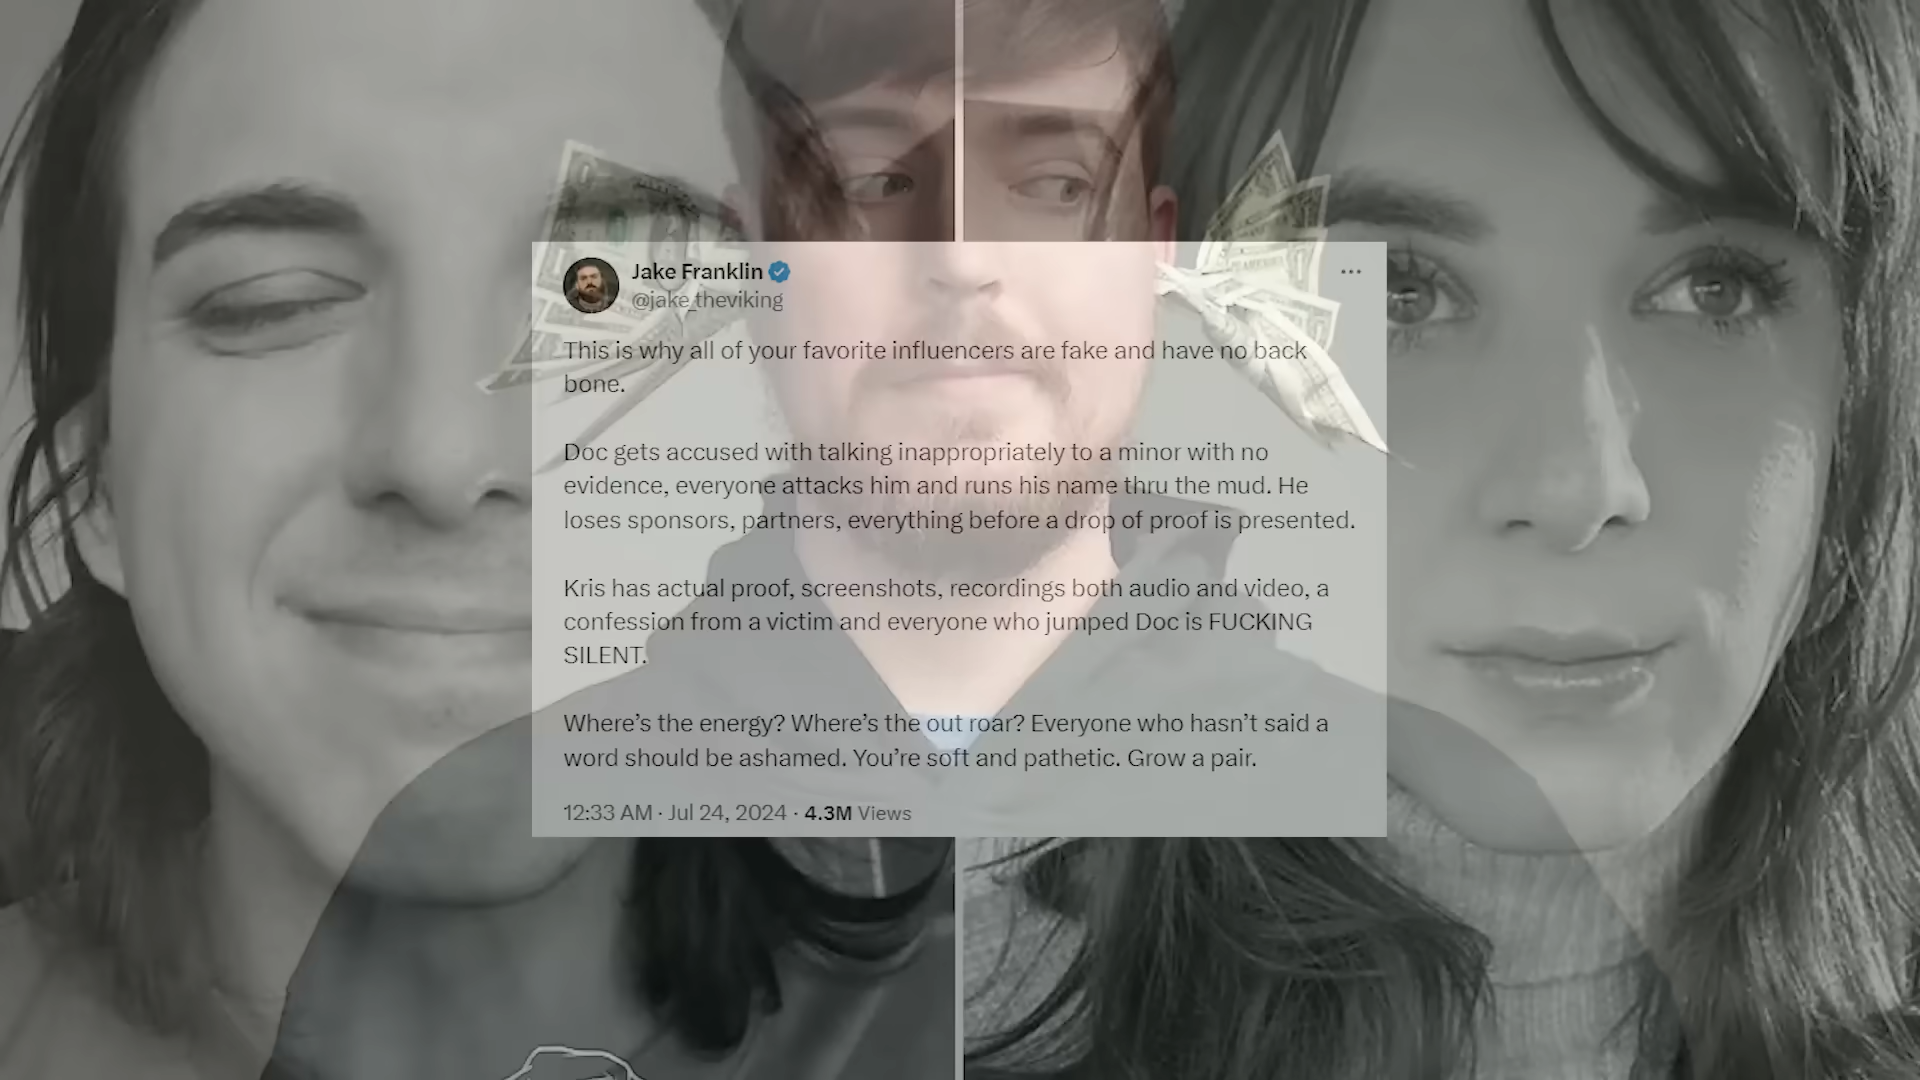 Jake Franklin
@jake_theviking
This is why all of your favorite influencers are fake and have no back
bone.
Doc gets accused with talking inappropriately to a minor with no
evidence, everyone attacks him and runs his name thru the mud. He
loses sponsors, partners, everything before a drop of proof is presented.
Kris has actual proof, screenshots, recordings both audio and video, a
confession from a victim and everyone who jumped Doc is FUCKING
SILENT.
Where’s the energy? Where’s the out roar? Everyone who hasn’t said a
word should be ashamed. You’re soft and pathetic. Grow a pair.
12:33 AM · Jul 24, 2024 · 4.3M Views